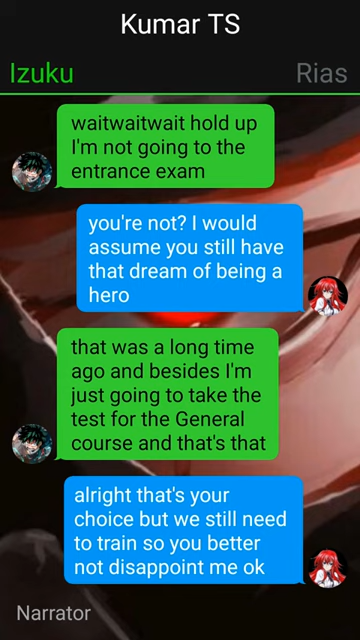 Kumar TS
Izuku
Rias
waitwaitwait hold up
I'm not going to the
entrance exam
you're not? I would
assume you still have
that dream of being a
hero
that was a long time
ago and besides I'm
just going to take the
test for the General
course and that's that
alright that's your
choice but we still need
to train so you better
not disappoint me ok
Narrator